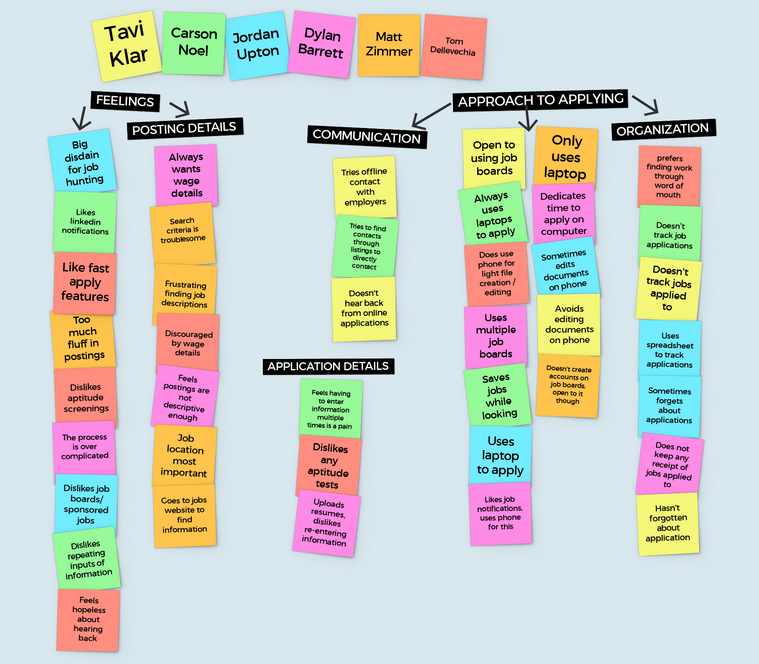 Tavi
Klar
Carson
Noel
Jordan
Upton
Dylan
Barrett
Matt
Zimmer
Tom
Dellevechia
FEELINGS
Big
disdain
for job
hunting
Likes
linkedin
notifications
Like fast
apply
features
Too
much
fluff in
postings
Dislikes
aptitude
screenings
The process
is over
complicated
Dislikes job
boards/
sponsored
jobs
Dislikes
repeating
inputs of
information
Feels
hopeless
about
hearing
back
POSTING DETAILS
Always
wants
wage
details
Search
criteria is
troublesome
Frustrating
finding job
descriptions
Discouraged
by wage
details
Feels
postings are
not
descriptive
enough
Job
location
most
important
Goes to jobs
website to
find
information
APPROACH TO APPLYING
COMMUNICATION
Tries offline
contact
with
employers
Tries to find
contacts
through
listings to
directly
contact
Doesn't
hear back
from online
applications
APPLICATION DETAILS
Feels having
to enter
information
multiple
times is a pain
Dislikes
any
aptitude
tests
Uploads
resumes,
dislikes
re-entering
information
Open to
using job
boards
Always
uses
laptops
to apply
Does use
phone for
light file
creation /
editing
Uses
multiple
job
boards
Saves
jobs
while
looking
Uses
laptop
to apply
Likes job
notifications,
uses phone
for this
Only
uses
laptop
Dedicates
time to
apply on
computer
Sometimes
edits
documents
on phone
Avoids
editing
documents
on phone
Doesn't create
accounts on
job boards,
open to it
though
ORGANIZATION
prefers
finding work
through
word of
mouth
Doesn't
track job
applications
Doesn't
track jobs
applied
to
Uses
spreadsheet
to track
applications
Sometimes
forgets
about
applications
Does not
keep any
receipt of
jobs applied
to
Hasn't
forgotten
about
application